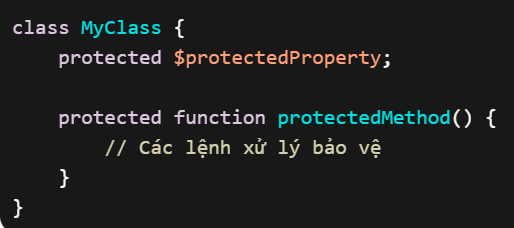 class MyClass {
    protected $protectedProperty;

    protected function protectedMethod() {
        // Các lệnh xử lý bảo vệ
    }
}